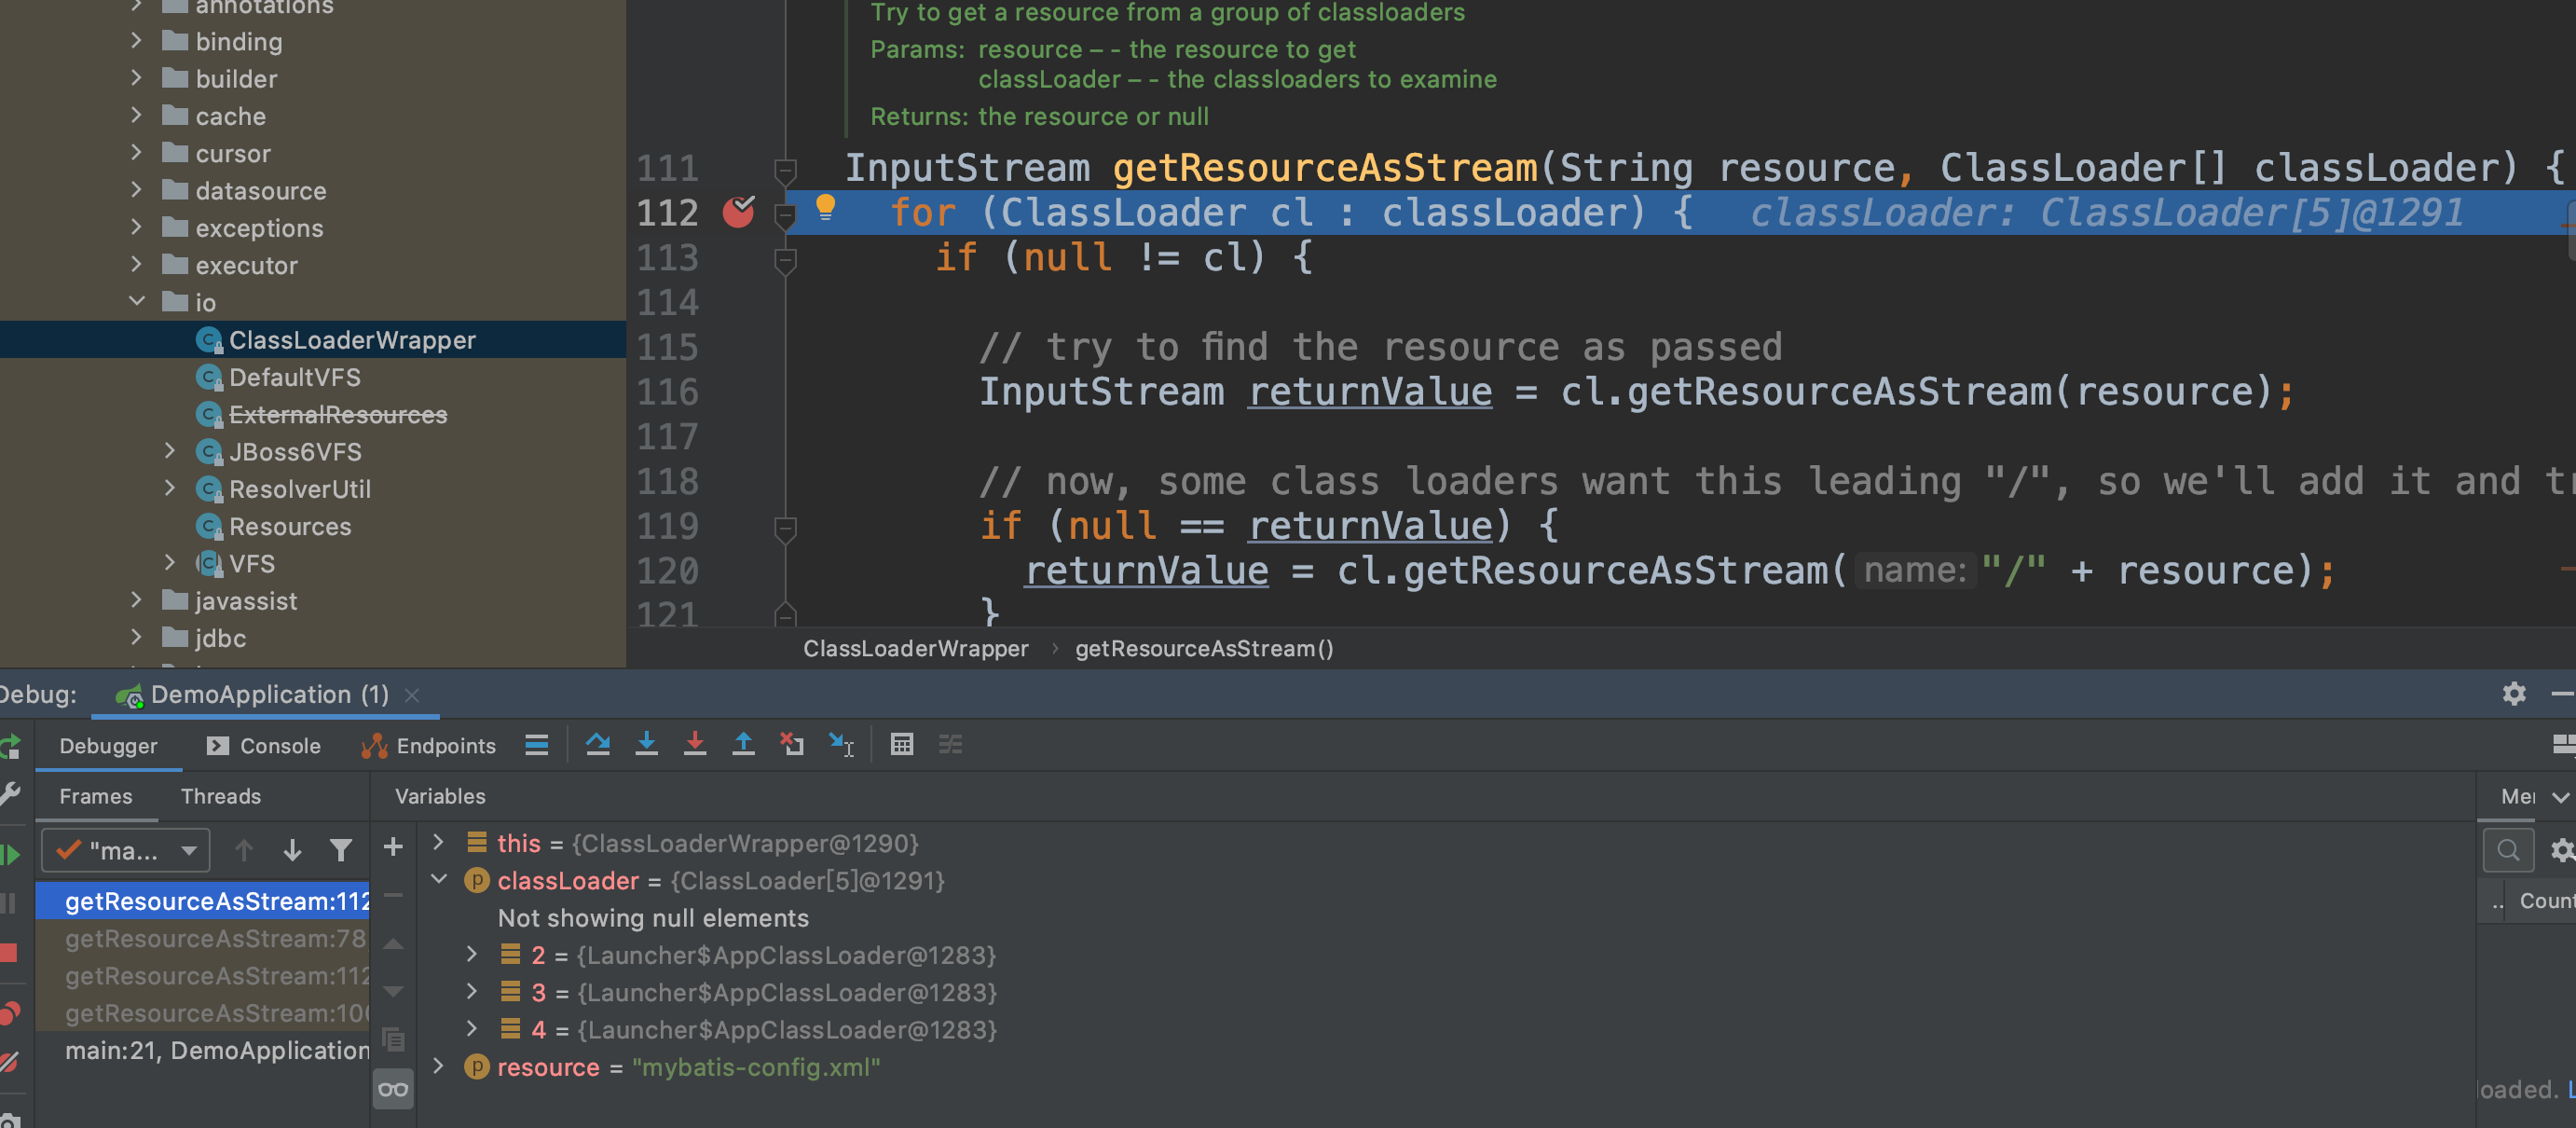 annotations
binding
builder
cache
cursor
datasource
exceptions
executor
io
ClassLoaderWrapper
DefaultVFS
ExternalResources
JBoss6VFS
ResolverUtil
Resources
VFS
javassist
jdbc
Try to get a resource from a group of classloaders
Params: resource – - the resource to get
classLoader – - the classloaders to examine
Returns: the resource or null
111 InputStream getResourceAsStream(String resource, ClassLoader[] classLoader) {
112 for (ClassLoader cl : classLoader) { classLoader: ClassLoader[5]@1291
113 if (null != cl) {
114
115 // try to find the resource as passed
116 InputStream returnValue = cl.getResourceAsStream(resource);
117
118 // now, some class loaders want this leading "/", so we'll add it and tr
119 if (null == returnValue) {
120 returnValue = cl.getResourceAsStream( name: "/" + resource);
121 }
ClassLoaderWrapper › getResourceAsStream()
Debug: DemoApplication (1)
Debugger Console Endpoints
Frames Threads Variables Mei
"ma...
getResourceAsStream:112
getResourceAsStream:78
getResourceAsStream:112
getResourceAsStream:100
main:21, DemoApplication
this = {ClassLoaderWrapper@1290}
classLoader = {ClassLoader[5]@1291}
Not showing null elements
2 = {Launcher$AppClassLoader@1283}
3 = {Launcher$AppClassLoader@1283}
4 = {Launcher$AppClassLoader@1283}
resource = "mybatis-config.xml"
.. Count
loaded. L